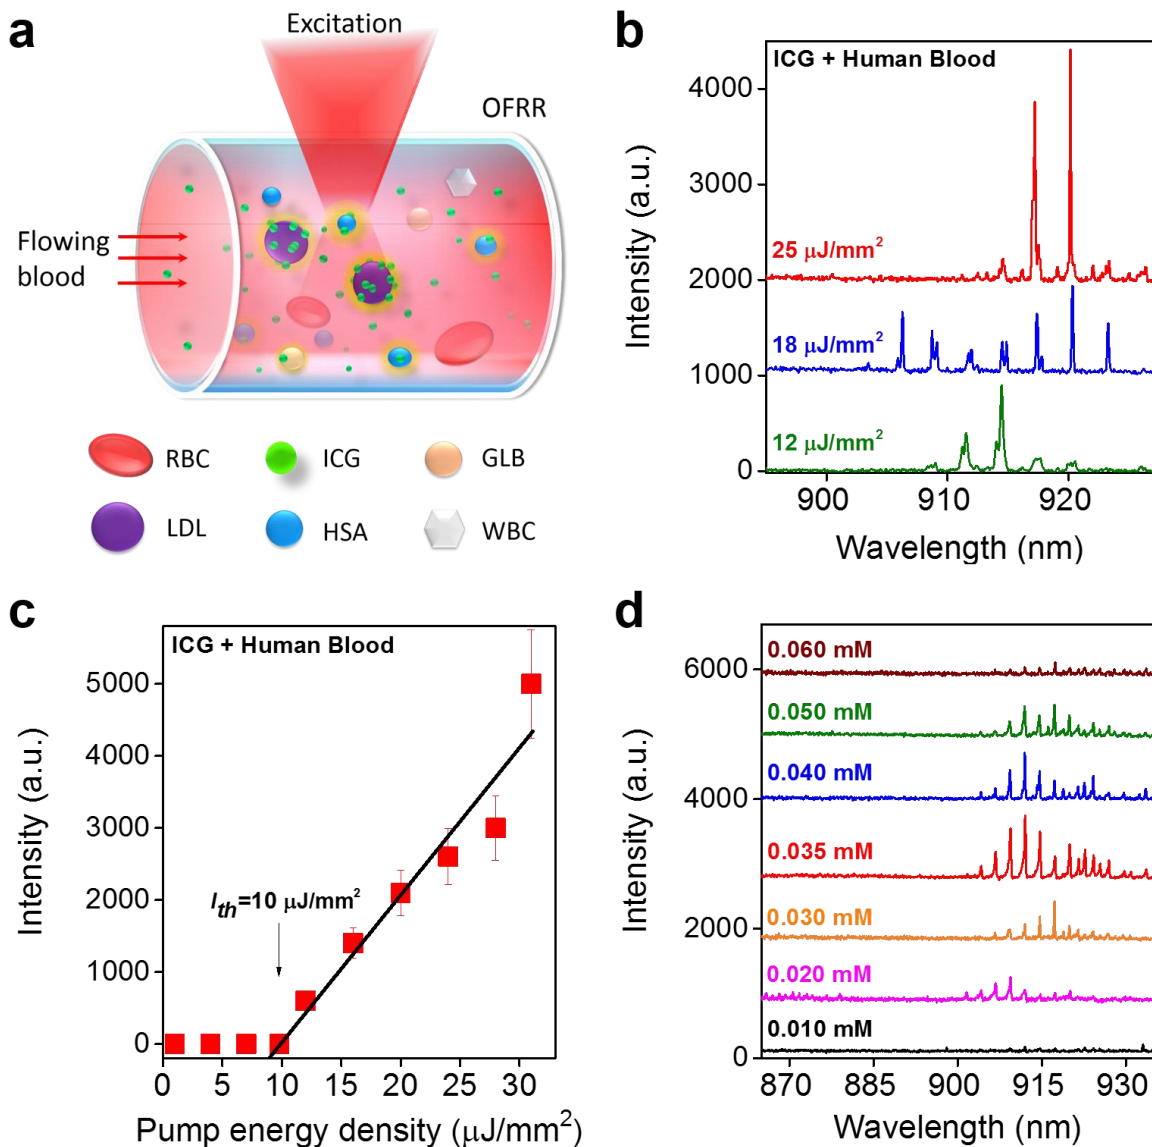 a
Excitation
OFRR
Flowing
blood
RBC
ICG
GLB
LDL
HSA
WBC
b
ICG + Human Blood
25 μJ/mm²
18 μJ/mm²
12 μJ/mm²
4000
3000
2000
1000
0
Intensity (a.u.)
900
910
920
Wavelength (nm)
c
ICG + Human Blood
I_th=10 μJ/mm²
5000
4000
3000
2000
1000
0
Intensity (a.u.)
0
10
20
30
Pump energy density (μJ/mm²)
d
0.060 mM
0.050 mM
0.040 mM
0.035 mM
0.030 mM
0.020 mM
0.010 mM
6000
4000
2000
0
Intensity (a.u.)
870
885
900
915
930
Wavelength (nm)